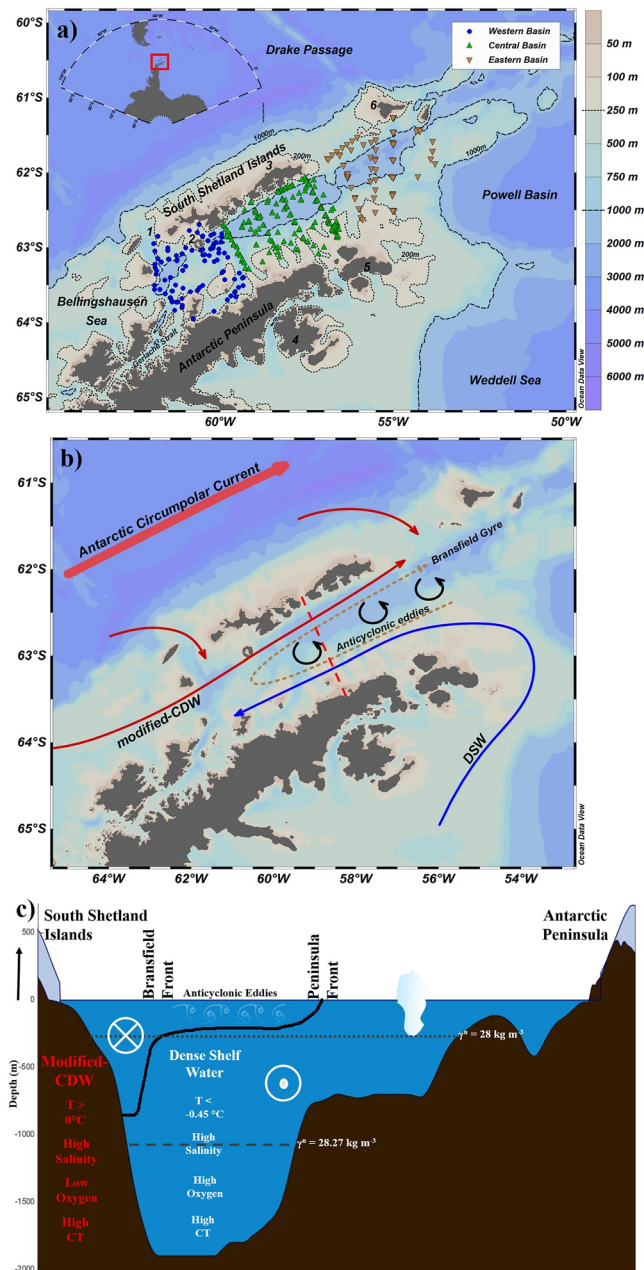 a)
60°S
61°S
62°S
63°S
64°S
65°S
Drake Passage
Western Basin
Central Basin
Eastern Basin
1000m
200m
South Shetland Islands
1
2
3
6
5
4
1000m
200m
Powell Basin
Bellingshausen
Sea
Gerlache Strait
Antarctic Peninsula
Weddell Sea
60°W
55°W
50°W
Ocean Data View
50 m
100 m
250 m
500 m
750 m
1000 m
2000 m
3000 m
4000 m
5000 m
6000 m
b)
61°S
62°S
63°S
64°S
65°S
Antarctic Circumpolar Current
Bransfield Gyre
Anticyclonic eddies
modified-CDW
DSW
64°W
62°W
60°W
58°W
56°W
54°W
Ocean Data View
c)
South Shetland
Islands
Antarctic
Peninsula
Bransfield
Front
Peninsula
Front
Anticyclonic Eddies
Depth (m)
500
0
-500
-1000
-1500
-2000
γⁿ = 28 kg m⁻³
Modified-
CDW
T >
0°C
High
Salinity
Low
Oxygen
High
CT
Dense Shelf
Water
T <
-0.45 °C
High
Salinity
High
Oxygen
High
CT
γⁿ = 28.27 kg m⁻³